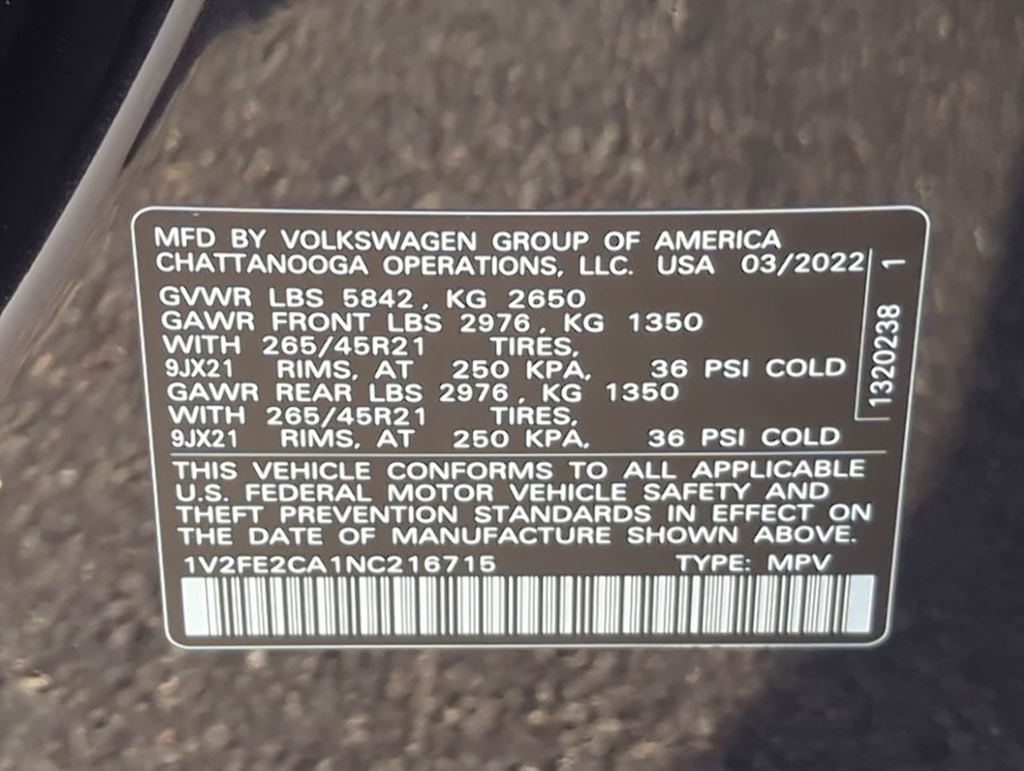 MFD BY VOLKSWAGEN GROUP OF AMERICA
CHATTANOOGA OPERATIONS, LLC. USA 03/2022
GVWR LBS 5842, KG 2650
GAWR FRONT LBS 2976, KG 1350
WITH 265/45R21 TIRES,
9JX21 RIMS, AT 250 KPA, 36 PSI COLD
GAWR REAR LBS 2976, KG 1350
WITH 265/45R21 TIRES,
9JX21 RIMS, AT 250 KPA, 36 PSI COLD
1320238 1
THIS VEHICLE CONFORMS TO ALL APPLICABLE
U.S. FEDERAL MOTOR VEHICLE SAFETY AND
THEFT PREVENTION STANDARDS IN EFFECT ON
THE DATE OF MANUFACTURE SHOWN ABOVE.
1V2FE2CA1NC216715 TYPE: MPV